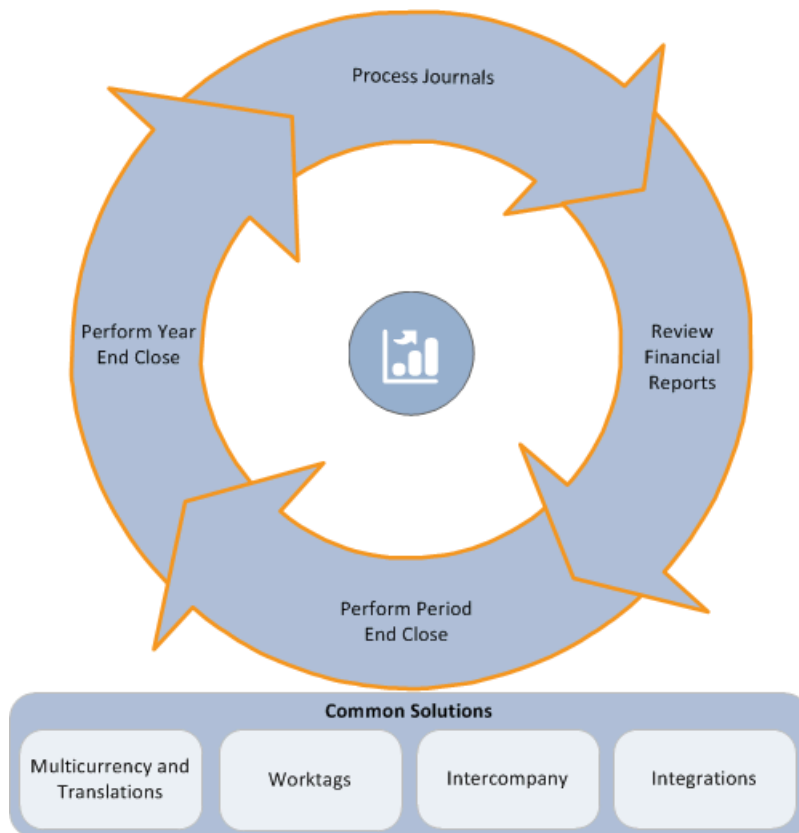 Process Journals
Perform Year
End Close
Review
Financial
Reports
Perform Period
End Close
Common Solutions
Multicurrency and
Translations
Worktags
Intercompany
Integrations